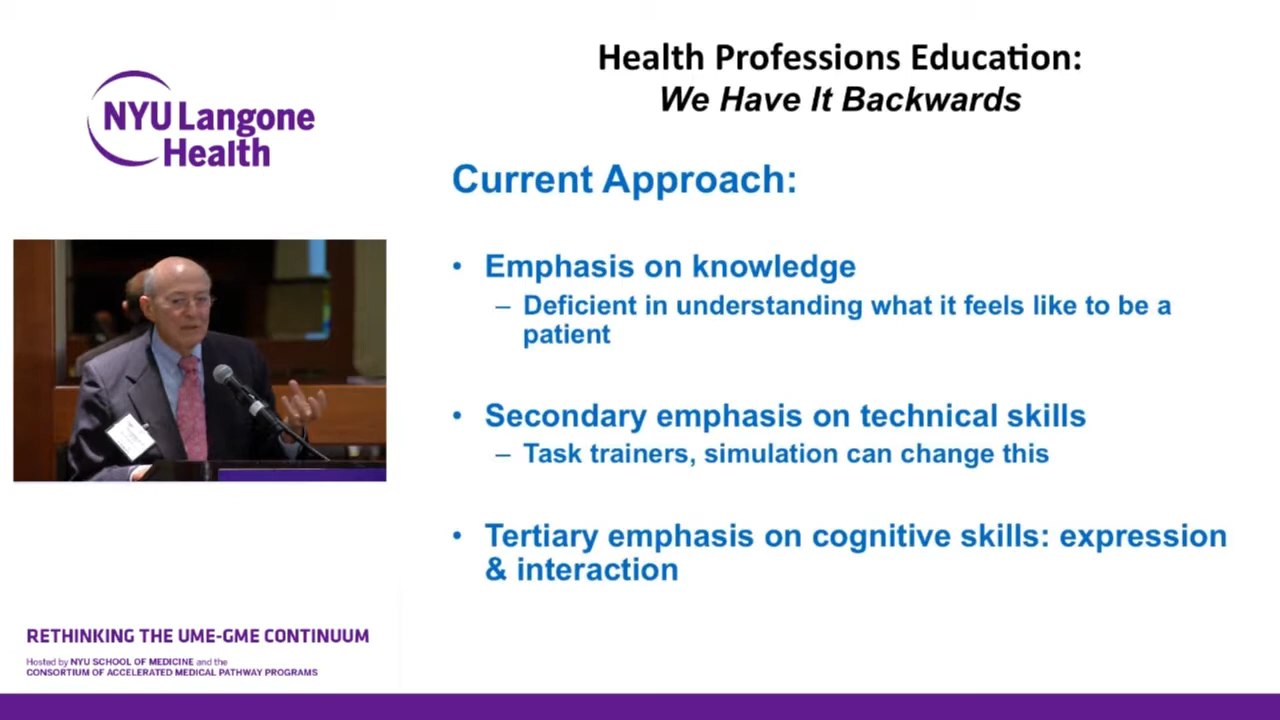 NYU Langone
Health
Health Professions Education:
We Have It Backwards
Current Approach:
• Emphasis on knowledge
– Deficient in understanding what it feels like to be a
patient
• Secondary emphasis on technical skills
– Task trainers, simulation can change this
• Tertiary emphasis on cognitive skills: expression
& interaction
RETHINKING THE UME-GME CONTINUUM
Hosted by NYU SCHOOL OF MEDICINE and the
CONSORTIUM OF ACCELERATED MEDICAL PATHWAY PROGRAMS